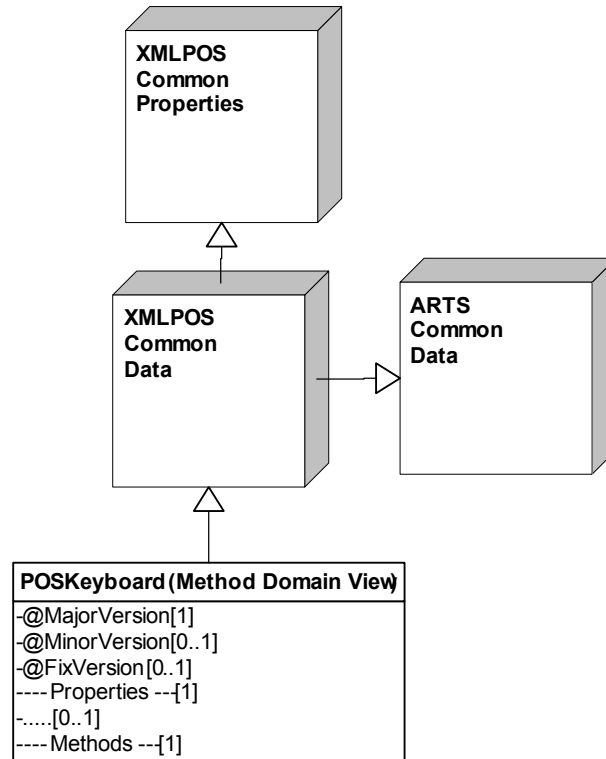 XMLPOS
Common
Properties
XMLPOS
Common
Data
ARTS
Common
Data
POSKeyboard (Method Domain View)
-@MajorVersion[1]
-@MinorVersion[0..1]
-@FixVersion[0..1]
---- Properties ---[1]
-.....[0..1]
---- Methods ---[1]